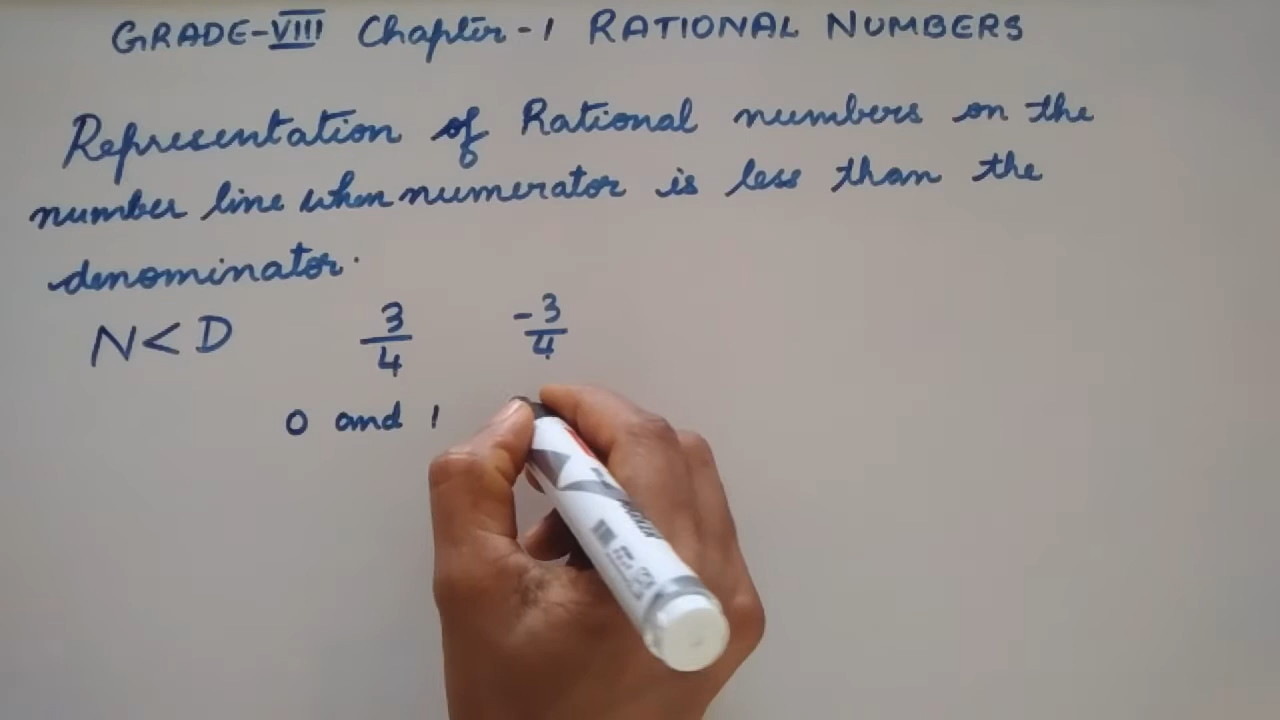 GRADE-VIII Chapter-1 RATIONAL NUMBERS
Representation of Rational numbers on the
number line when numerator is less than the
denominator.
N<D 3/4 -3/4
0 and 1